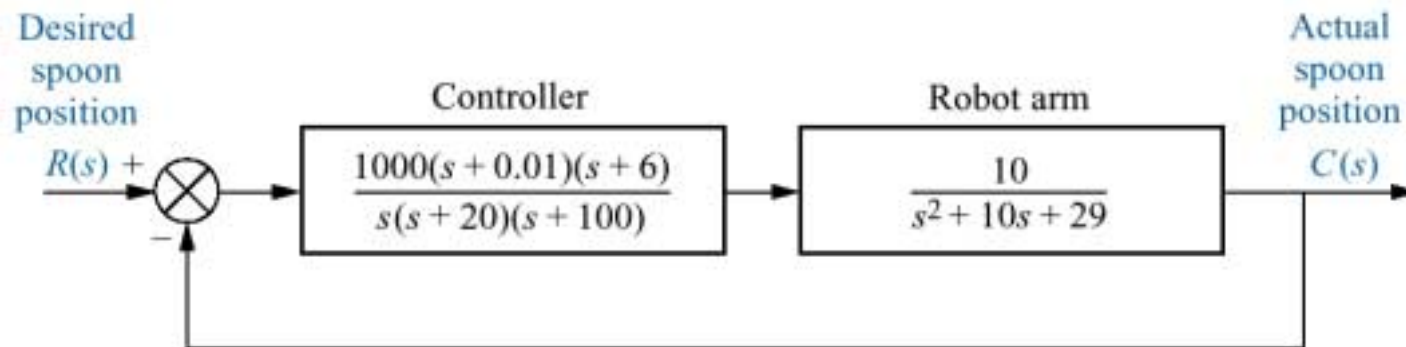 Desired
spoon
position
R(s) +
−
Controller
1000(s + 0.01)(s + 6)
s(s + 20)(s + 100)
Robot arm
10
s² + 10s + 29
Actual
spoon
position
C(s)